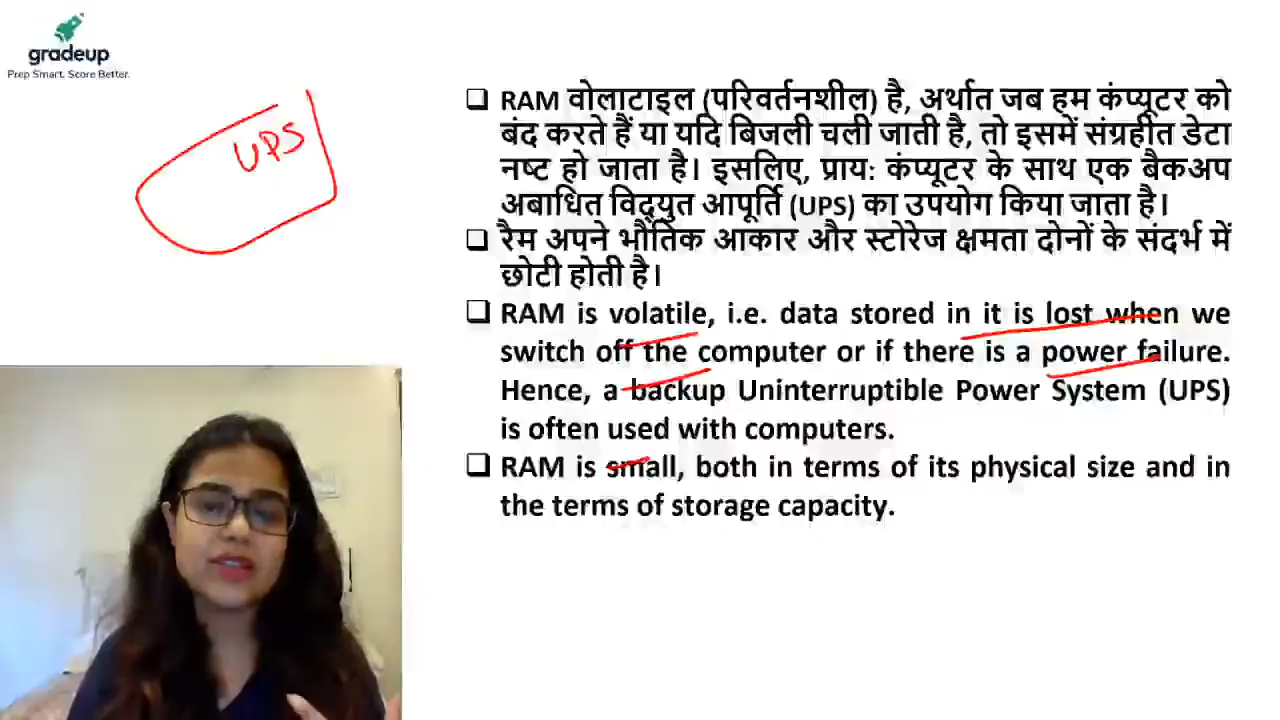 gradeup
Prep Smart. Score Better.
UPS
RAM वोलाटाइल (परिवर्तनशील) है, अर्थात जब हम कंप्यूटर को
बंद करते हैं या यदि बिजली चली जाती है, तो इसमें संग्रहीत डेटा
नष्ट हो जाता है। इसलिए, प्राय: कंप्यूटर के साथ एक बैकअप
अबाधित विद्युत आपूर्ति (UPS) का उपयोग किया जाता है।
रैम अपने भौतिक आकार और स्टोरेज क्षमता दोनों के संदर्भ में
छोटी होती है।
RAM is volatile, i.e. data stored in it is lost when we
switch off the computer or if there is a power failure.
Hence, a backup Uninterruptible Power System (UPS)
is often used with computers.
RAM is small, both in terms of its physical size and in
the terms of storage capacity.